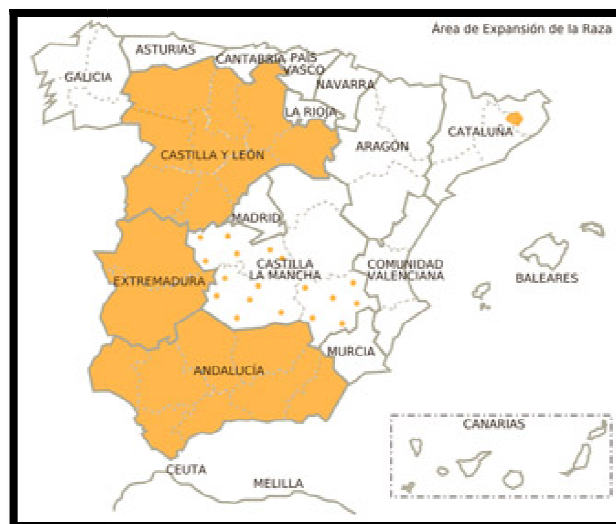 Área de Expansión de la Raza
ASTURIAS
CANTABRIA
PAÍS
VASCO
GALICIA
NAVARRA
LA RIOJA
CATALUÑA
ARAGÓN
CASTILLA Y LEÓN
MADRID
CASTILLA
LA MANCHA
COMUNIDAD
VALENCIANA
BALEARES
EXTREMADURA
MURCIA
ANDALUCÍA
CANARIAS
CEUTA
MELILLA